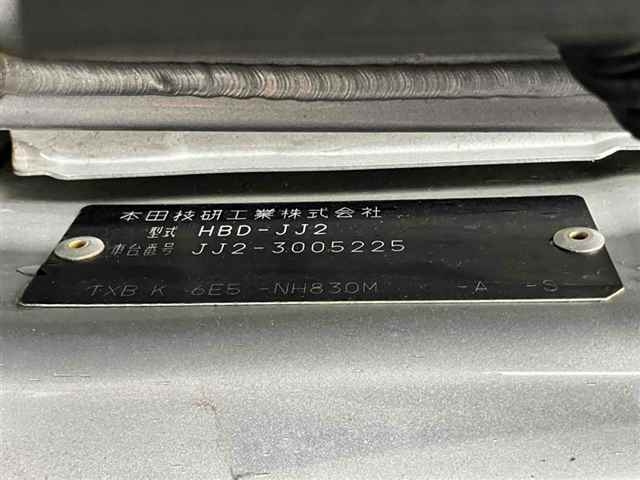 本田技研工業株式会社
型式 HBD-JJ2
車台番号 JJ2-3005225
TXB K 6E5 -NH830M -A -S